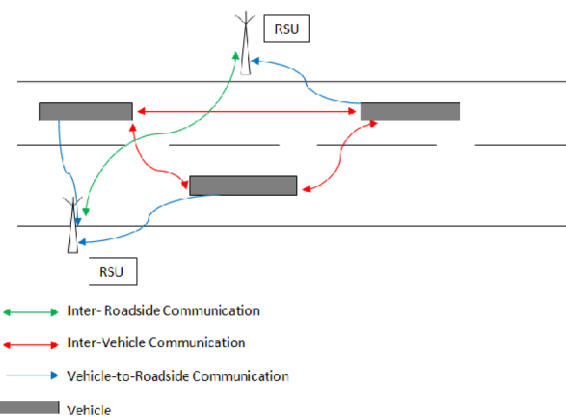 RSU
RSU
Inter- Roadside Communication
Inter-Vehicle Communication
Vehicle-to-Roadside Communication
Vehicle